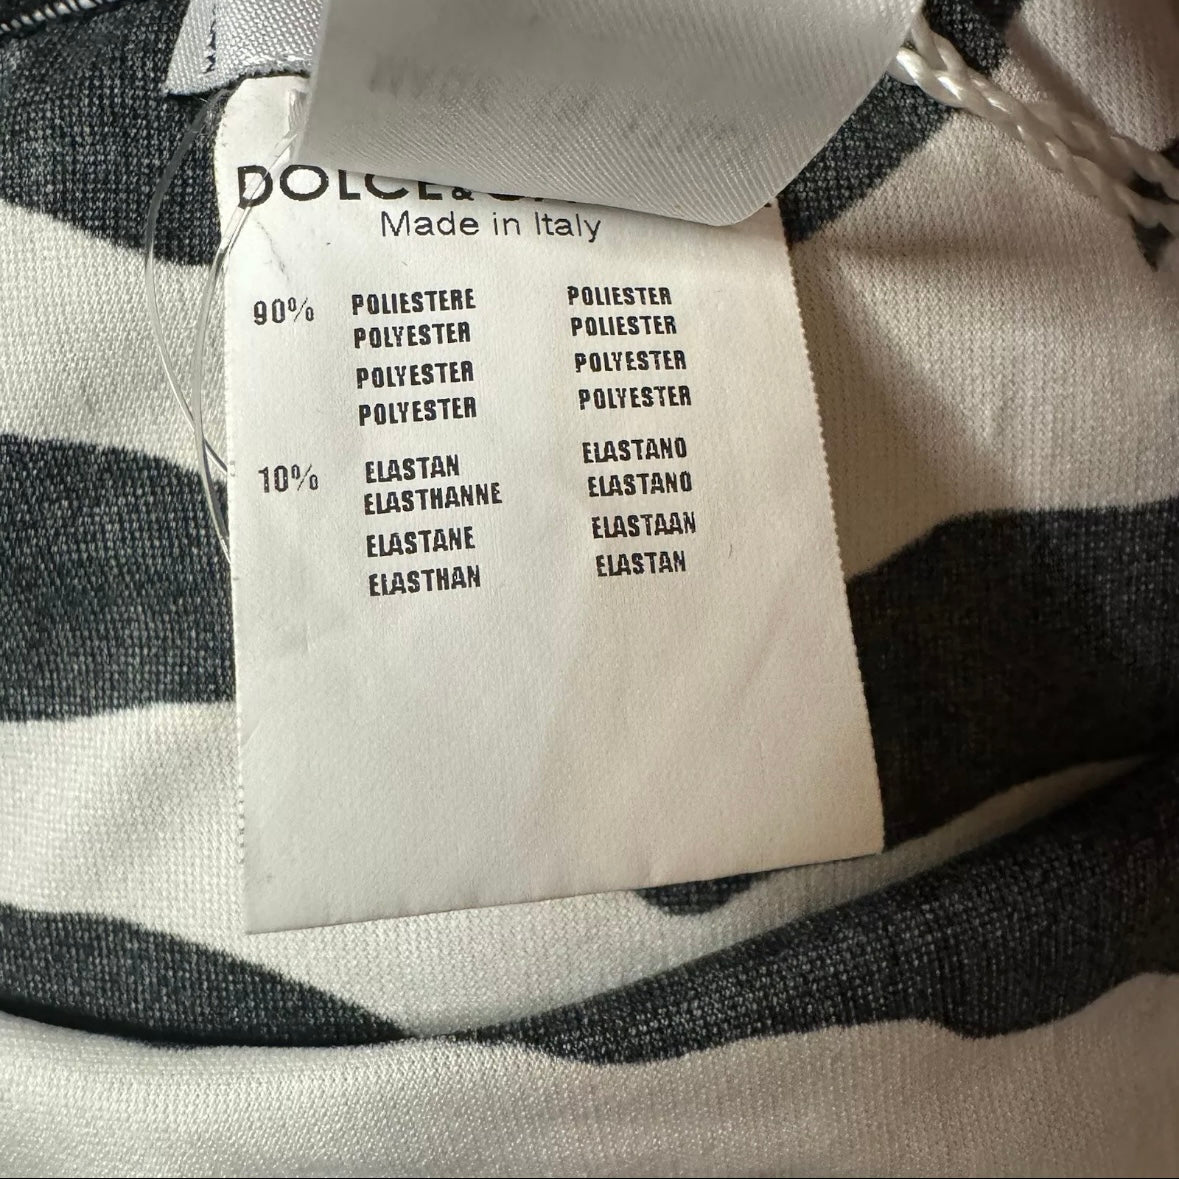 DOLCE&
Made in Italy
90% POLIESTERE POLIESTER
POLYESTER POLIESTER
POLYESTER POLYESTER
POLYESTER POLYESTER
10% ELASTAN ELASTANO
ELASTHANNE ELASTANO
ELASTANE ELASTAAN
ELASTHAN ELASTAN